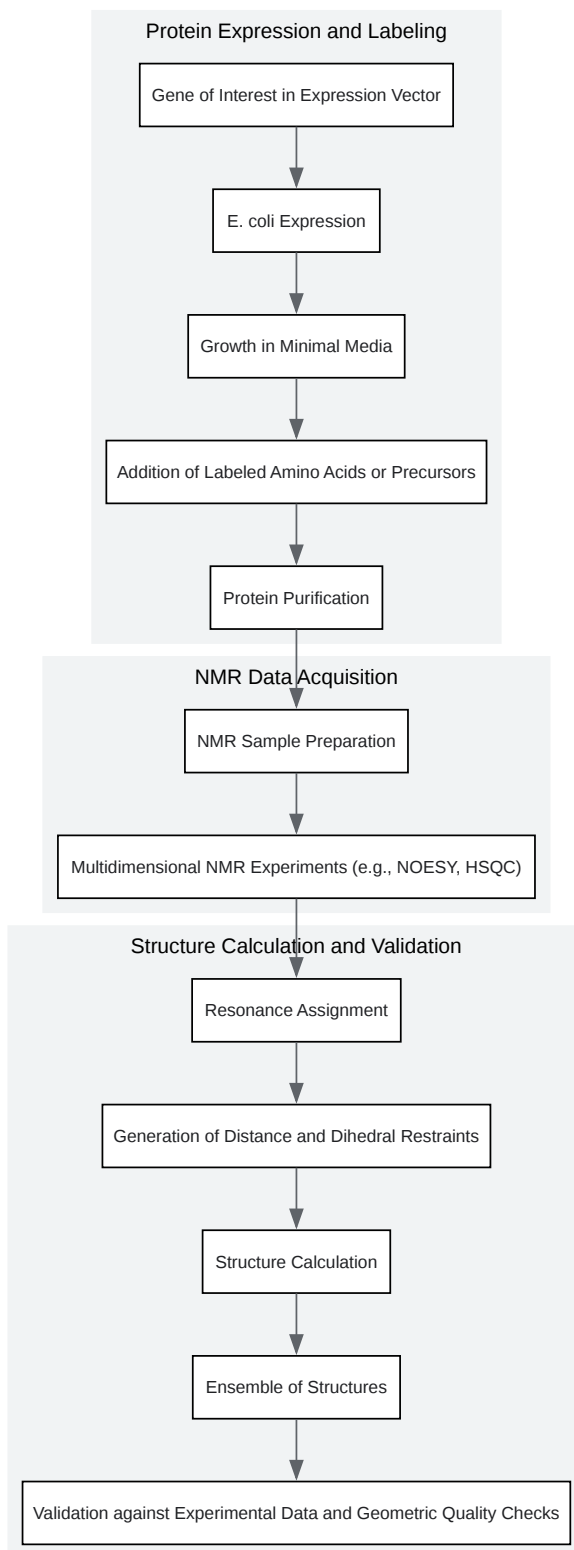 Protein Expression and Labeling
Gene of Interest in Expression Vector
E. coli Expression
Growth in Minimal Media
Addition of Labeled Amino Acids or Precursors
Protein Purification
NMR Data Acquisition
NMR Sample Preparation
Multidimensional NMR Experiments (e.g., NOESY, HSQC)
Structure Calculation and Validation
Resonance Assignment
Generation of Distance and Dihedral Restraints
Structure Calculation
Ensemble of Structures
Validation against Experimental Data and Geometric Quality Checks